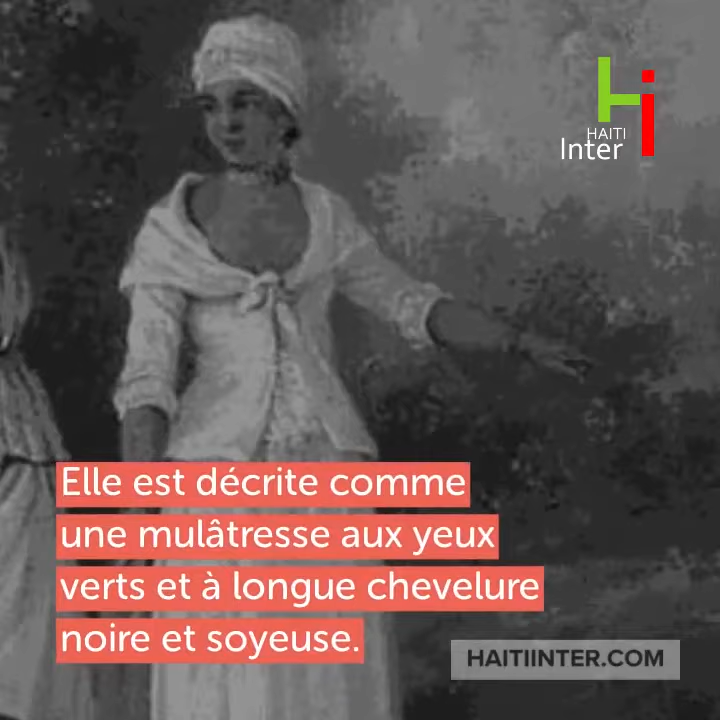 HAITI
Inter
Elle est décrite comme
une mulâtresse aux yeux
verts et à longue chevelure
noire et soyeuse.
HAITIINTER.COM